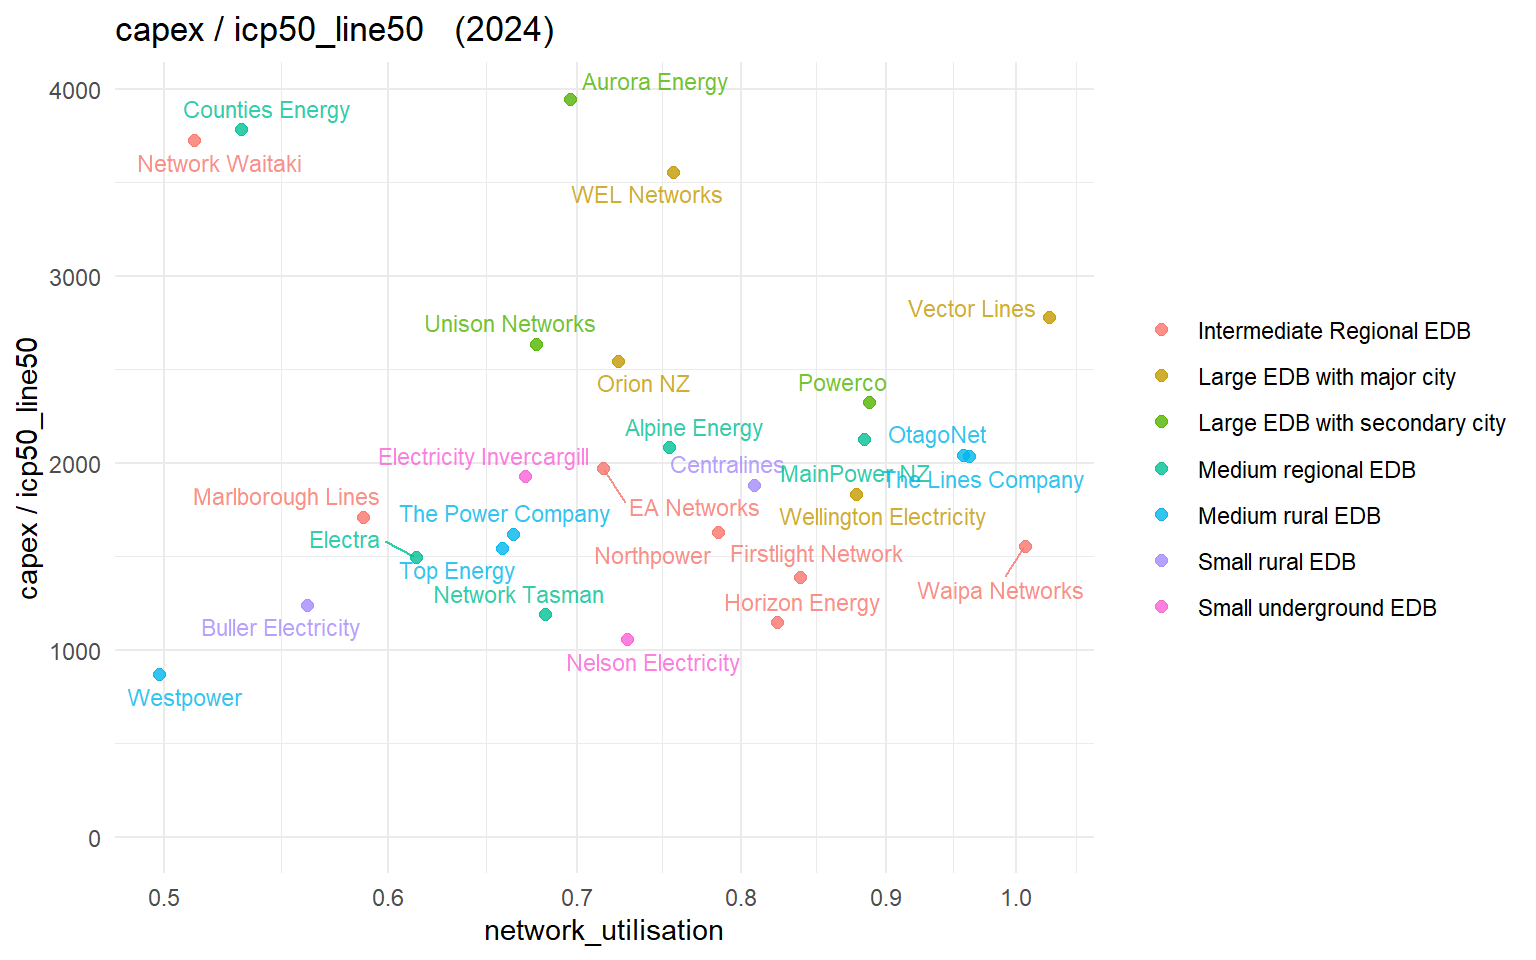 capex / icp50_line50   (2024)
Aurora Energy
Counties Energy
Network Waitaki
WEL Networks
Vector Lines
Unison Networks
Orion NZ
Powerco
Alpine Energy
OtagoNet
Electricity Invercargill
Centralines
MainPower NZ
The Lines Company
Marlborough Lines
EA Networks
The Power Company
Wellington Electricity
Electra
Northpower
Firstlight Network
Top Energy
Waipa Networks
Network Tasman
Horizon Energy
Buller Electricity
Nelson Electricity
Westpower
4000
3000
2000
1000
0
capex / icp50_line50
0.5
0.6
0.7
0.8
0.9
1.0
network_utilisation
Intermediate Regional EDB
Large EDB with major city
Large EDB with secondary city
Medium regional EDB
Medium rural EDB
Small rural EDB
Small underground EDB